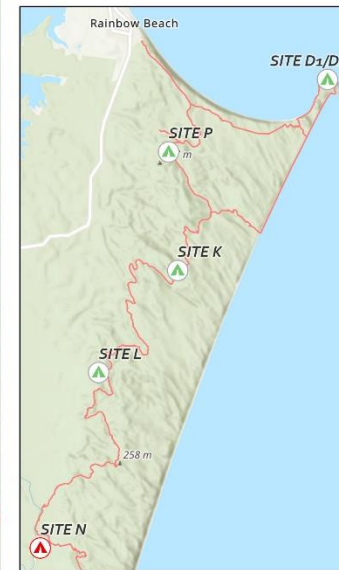 Rainbow Beach
SITE D1/D
SITE P
m
SITE K
SITE L
258 m
SITE N